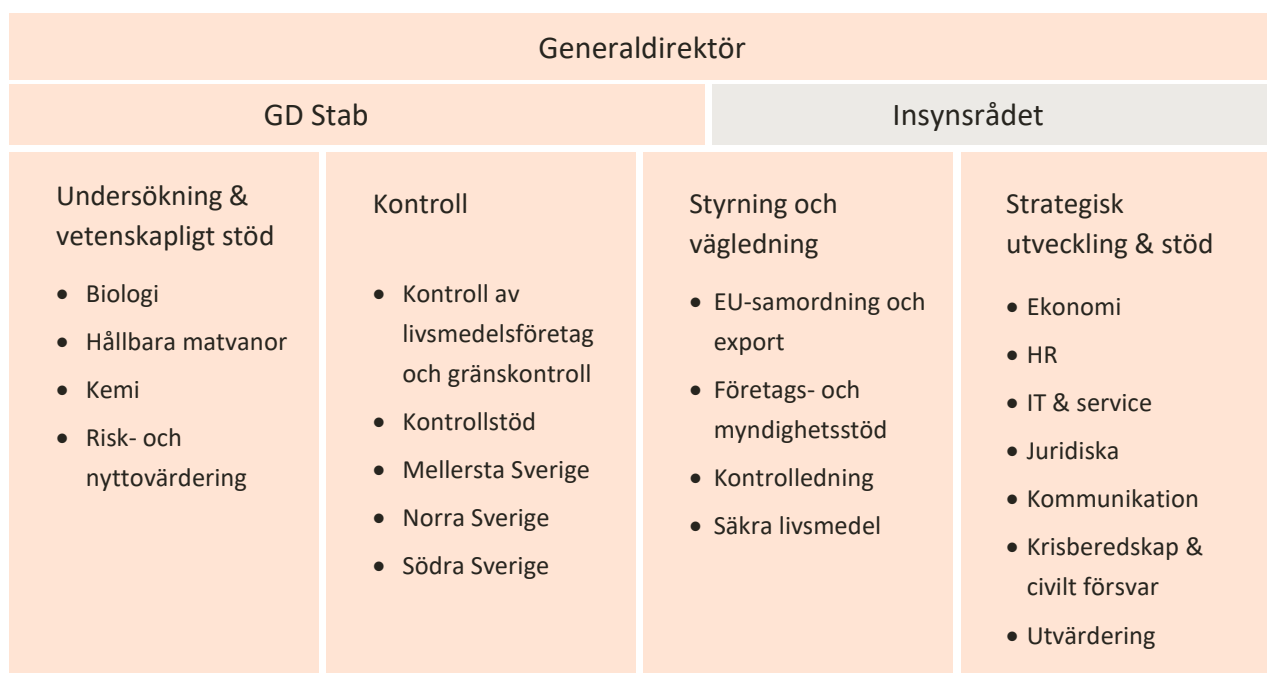 Generaldirektör
GD Stab
Insynsrådet
Undersökning &
vetenskapligt stöd
• Biologi
• Hållbara matvanor
• Kemi
• Risk- och
nyttovärdering
Kontroll
• Kontroll av
livsmedelsföretag
och gränskontroll
• Kontrollstöd
• Mellersta Sverige
• Norra Sverige
• Södra Sverige
Styrning och
vägledning
• EU-samordning och
export
• Företags- och
myndighetsstöd
• Kontrolledning
• Säkra livsmedel
Strategisk
utveckling & stöd
• Ekonomi
• HR
• IT & service
• Juridiska
• Kommunikation
• Krisberedskap &
civilt försvar
• Utvärdering